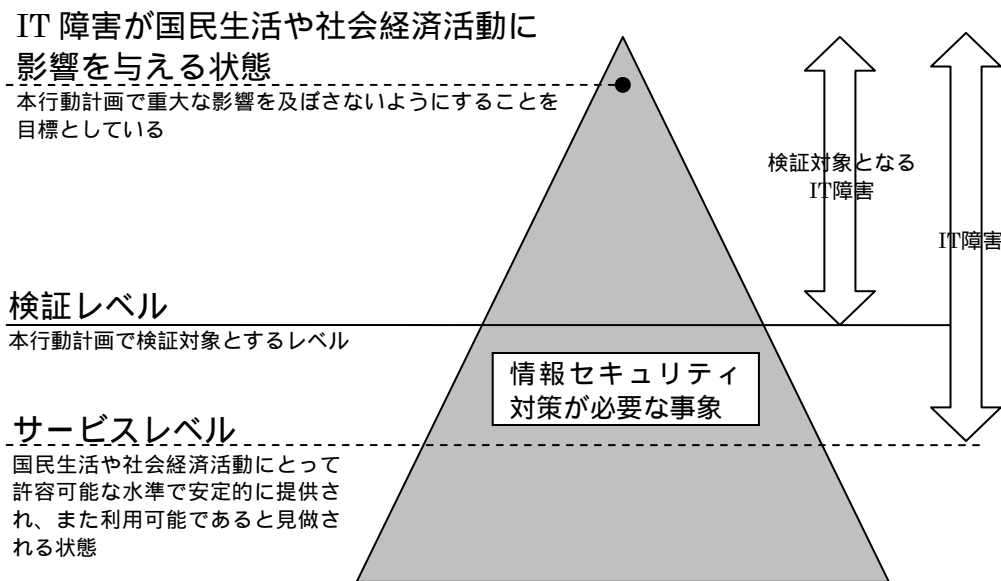 IT 障害が国民生活や社会経済活動に
影響を与える状態
本行動計画で重大な影響を及ぼさないようにすることを
目標としている
検証対象となる
IT障害
IT障害
検証レベル
本行動計画で検証対象とするレベル
情報セキュリティ
対策が必要な事象
サービスレベル
国民生活や社会経済活動にとって
許容可能な水準で安定的に提供さ
れ、また利用可能であると見做さ
れる状態